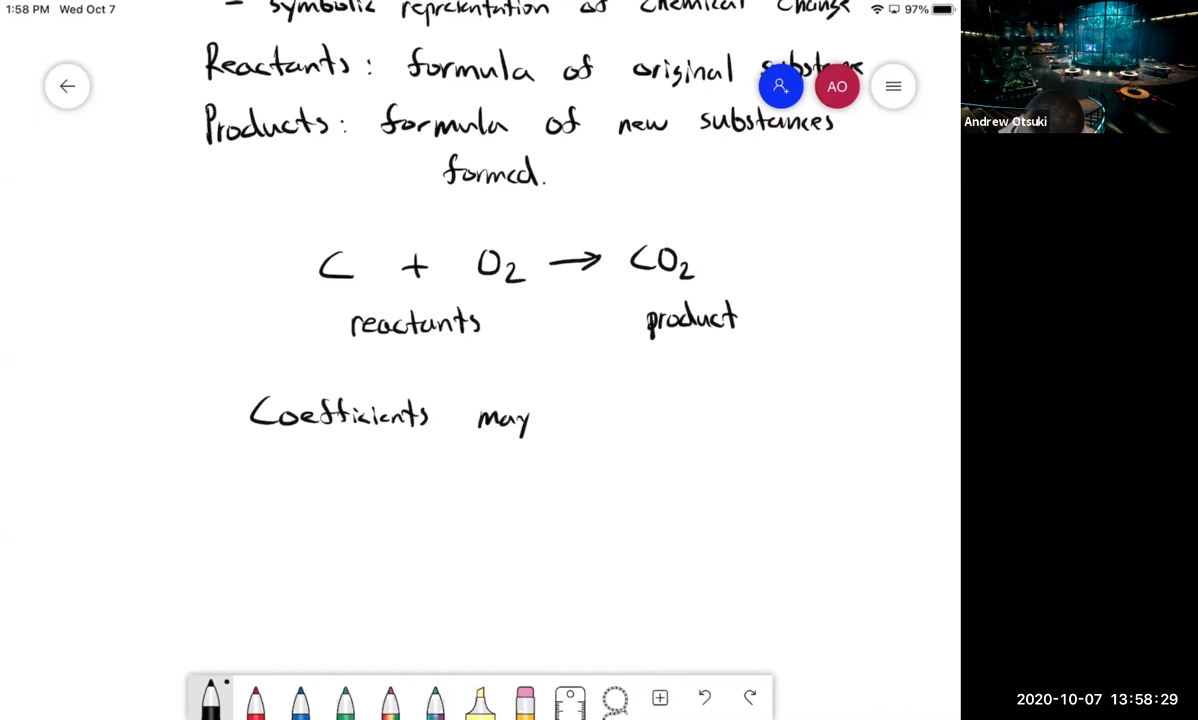 1:58 PM Wed Oct 7
97%
- symbolic representation of chemical change
Reactants: formula of original
AO
Andrew Otsuki
Products: formula of new substances
formed.
C + O₂ → CO₂
reactants product
Coefficients may
2020-10-07 13:58:29